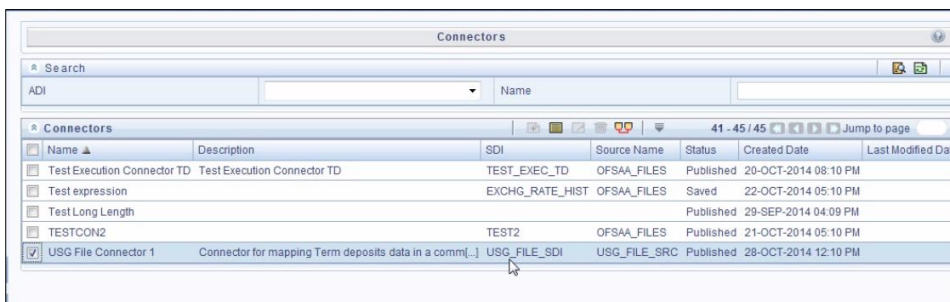 Connectors
Search
ADI Name
Connectors 41 - 45 / 45 Jump to page
Name Description SDI Source Name Status Created Date Last Modified Da
Test Execution Connector TD Test Execution Connector TD TEST_EXEC_TD OFSAA_FILES Published 20-OCT-2014 08:10 PM
Test expression EXCHG_RATE_HIST OFSAA_FILES Saved 22-OCT-2014 05:10 PM
Test Long Length Published 29-SEP-2014 04:09 PM
TESTCON2 TEST2 OFSAA_FILES Published 21-OCT-2014 05:10 PM
USG File Connector 1 Connector for mapping Term deposits data in a comm[...] USG_FILE_SDI USG_FILE_SRC Published 28-OCT-2014 12:10 PM